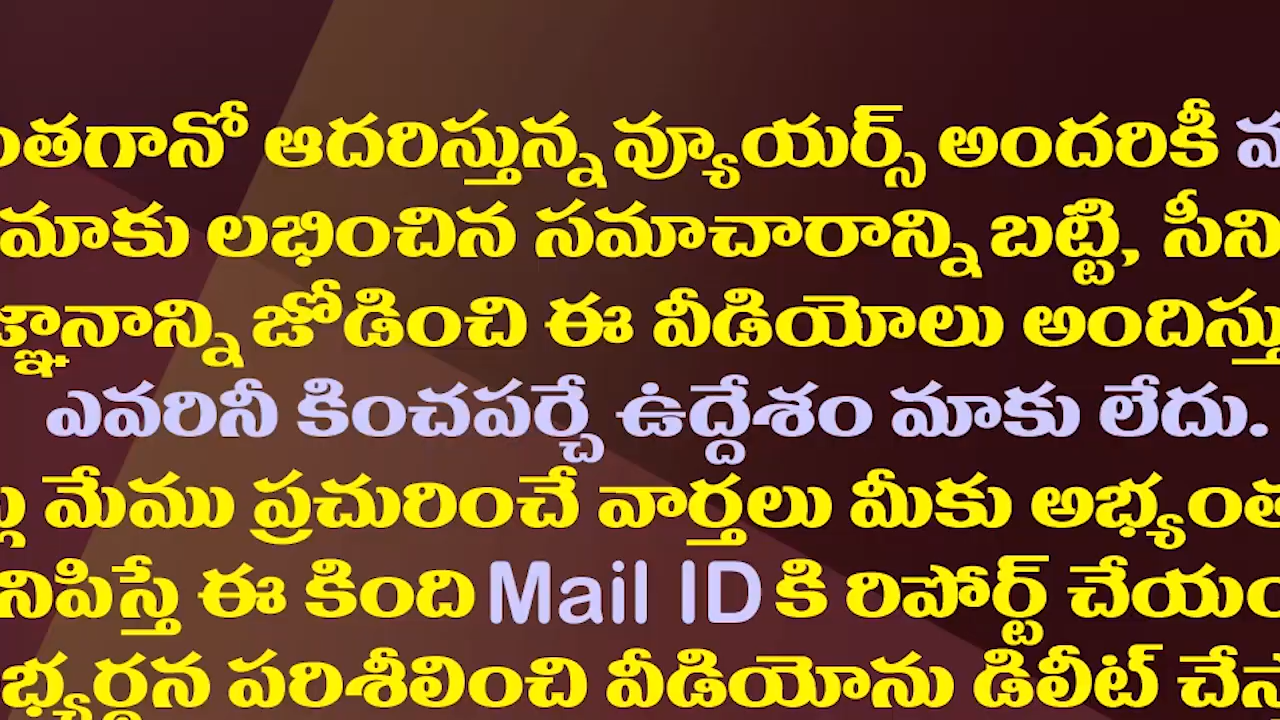 ంతగానో ఆదరిస్తున్న వ్యూయర్స్ అందరికీ
మాకు లభించిన సమాచారాన్ని బట్టి, సీని
జ్ఞానాన్ని జోడించి ఈ వీడియోలు అందిస్తు
ఎవరినీ కించపర్చే ఉద్దేశం మాకు లేదు.
మేము ప్రచురించే వార్తలు మీకు అభ్యంత
నిపిస్తే ఈ కింది Mail ID కి రిపోర్ట్ చేయం
భ్యర్థన పరిశీలించి వీడియోను డిలీట్ చేస